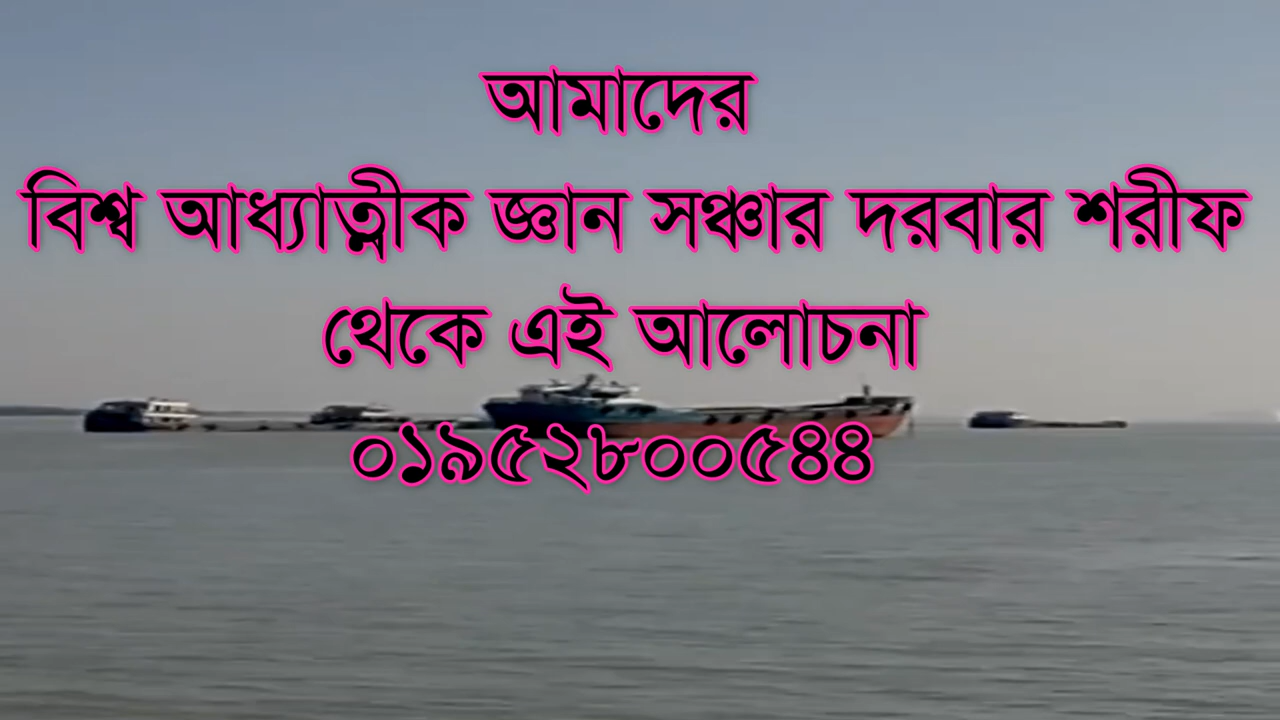 আমাদের
বিশ্ব আধ্যাত্নীক জ্ঞান সঞ্চার দরবার শরীফ
থেকে এই আলোচনা
০১৯৫২৮০০৫৪৪